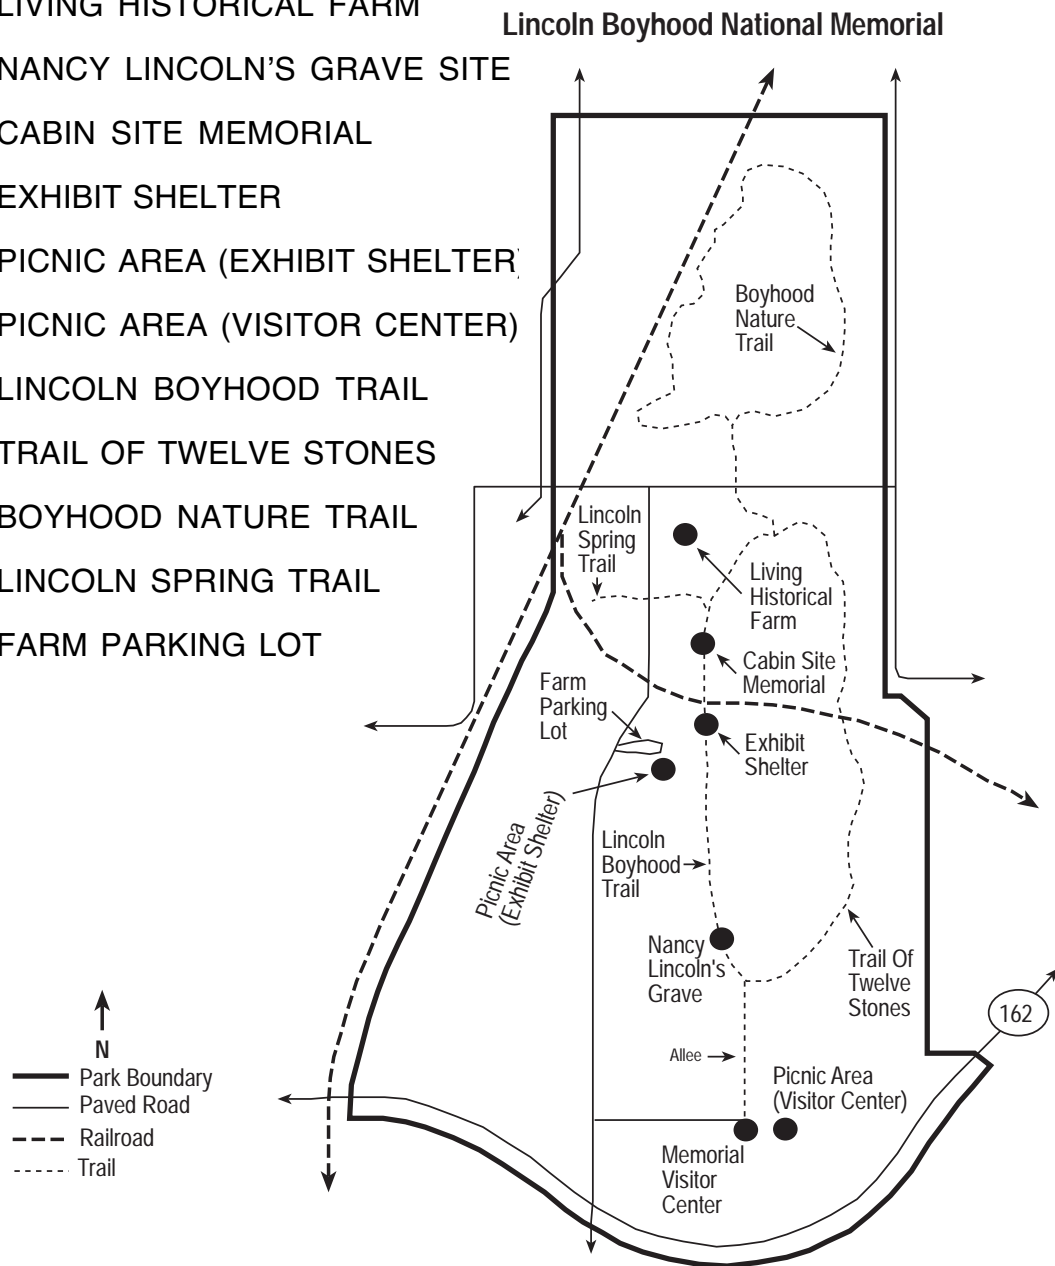 LIVING HISTORICAL FARM
NANCY LINCOLN'S GRAVE SITE
CABIN SITE MEMORIAL
EXHIBIT SHELTER
PICNIC AREA (EXHIBIT SHELTER)
PICNIC AREA (VISITOR CENTER)
LINCOLN BOYHOOD TRAIL
TRAIL OF TWELVE STONES
BOYHOOD NATURE TRAIL
LINCOLN SPRING TRAIL
FARM PARKING LOT
Lincoln Boyhood National Memorial
Boyhood
Nature
Trail
Lincoln
Spring
Trail
Living
Historical
Farm
Cabin Site
Memorial
Farm
Parking
Lot
Exhibit
Shelter
Picnic Area
(Exhibit Shelter)
Lincoln
Boyhood
Trail
Nancy
Lincoln's
Grave
Trail Of
Twelve
Stones
162
Allee
Picnic Area
(Visitor Center)
Memorial
Visitor
Center
N
Park Boundary
Paved Road
Railroad
Trail